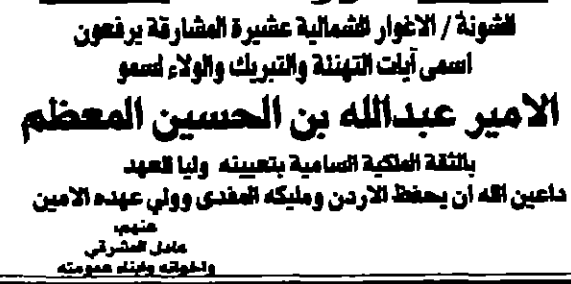 الشونة / الاغوار الشمالية عشيرة المشارقة يرفعون
اسمى آيات التهنئة والتبريك والولاء لسمو
الامير عبدالله بن الحسين المعظم
بالثقة الملكية السامية بتعيينه وليا للعهد
داعين الله ان يحفظ الاردن ومليكه المفدى وولي عهده الامين
عنهم
عادل المشرقي
واخوانه وابناء عمومته